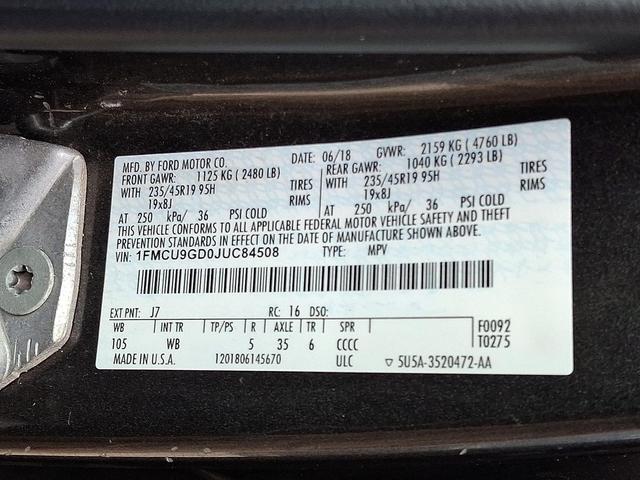 MFD. BY FORD MOTOR CO. DATE: 06/18 GVWR: 2159 KG ( 4760 LB)
FRONT GAWR: 1125 KG ( 2480 LB) REAR GAWR: 1040 KG ( 2293 LB)
WITH 235/45R19 95H TIRES WITH 235/45R19 95H TIRES
19x8J RIMS 19x8J RIMS
AT 250 kPa/ 36 PSI COLD AT 250 kPa/ 36 PSI COLD
THIS VEHICLE CONFORMS TO ALL APPLICABLE FEDERAL MOTOR VEHICLE SAFETY AND THEFT
PREVENTION STANDARDS IN EFFECT ON THE DATE OF MANUFACTURE SHOWN ABOVE.
VIN: 1FMCU9GD0JUC84508 TYPE: MPV
EXT PNT: J7 RC: 16 DSO:
WB INT TR TP/PS R AXLE TR SPR F0092
105 WB 5 35 6 CCCC T0275
MADE IN U.S.A. 1201806145670 ULC ▽ 5U5A-3520472-AA